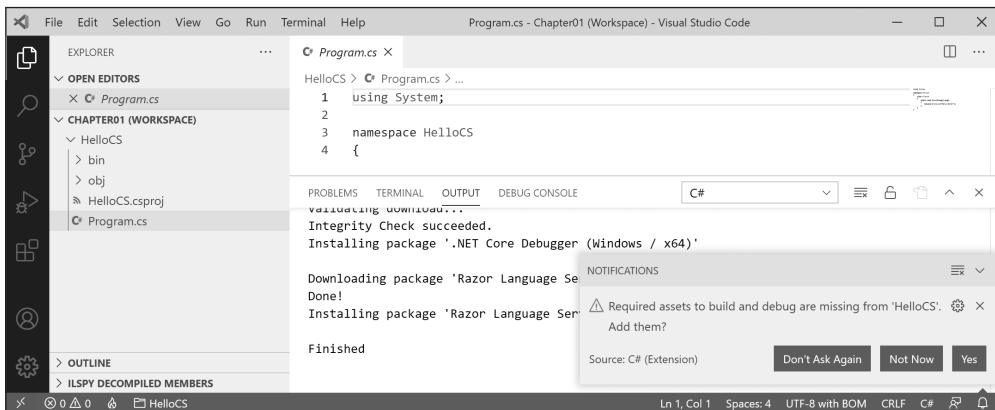 File Edit Selection View Go Run Terminal Help
Program.cs - Chapter01 (Workspace) - Visual Studio Code
EXPLORER
OPEN EDITORS
C# Program.cs
CHAPTER01 (WORKSPACE)
HelloCS
bin
obj
HelloCS.csproj
C# Program.cs
OUTLINE
ILSPY DECOMPILED MEMBERS
C# Program.cs
HelloCS > C# Program.cs > ...
1 using System;
2
3 namespace HelloCS
4 {
PROBLEMS TERMINAL OUTPUT DEBUG CONSOLE C#
Validating download...
Integrity Check succeeded.
Installing package '.NET Core Debugger (Windows / x64)'
Downloading package 'Razor Language Se
Done!
Installing package 'Razor Language Ser
Finished
NOTIFICATIONS
Required assets to build and debug are missing from 'HelloCS'.
Add them?
Source: C# (Extension) Don't Ask Again Not Now Yes
0 0 HelloCS Ln 1, Col 1 Spaces: 4 UTF-8 with BOM CRLF C#